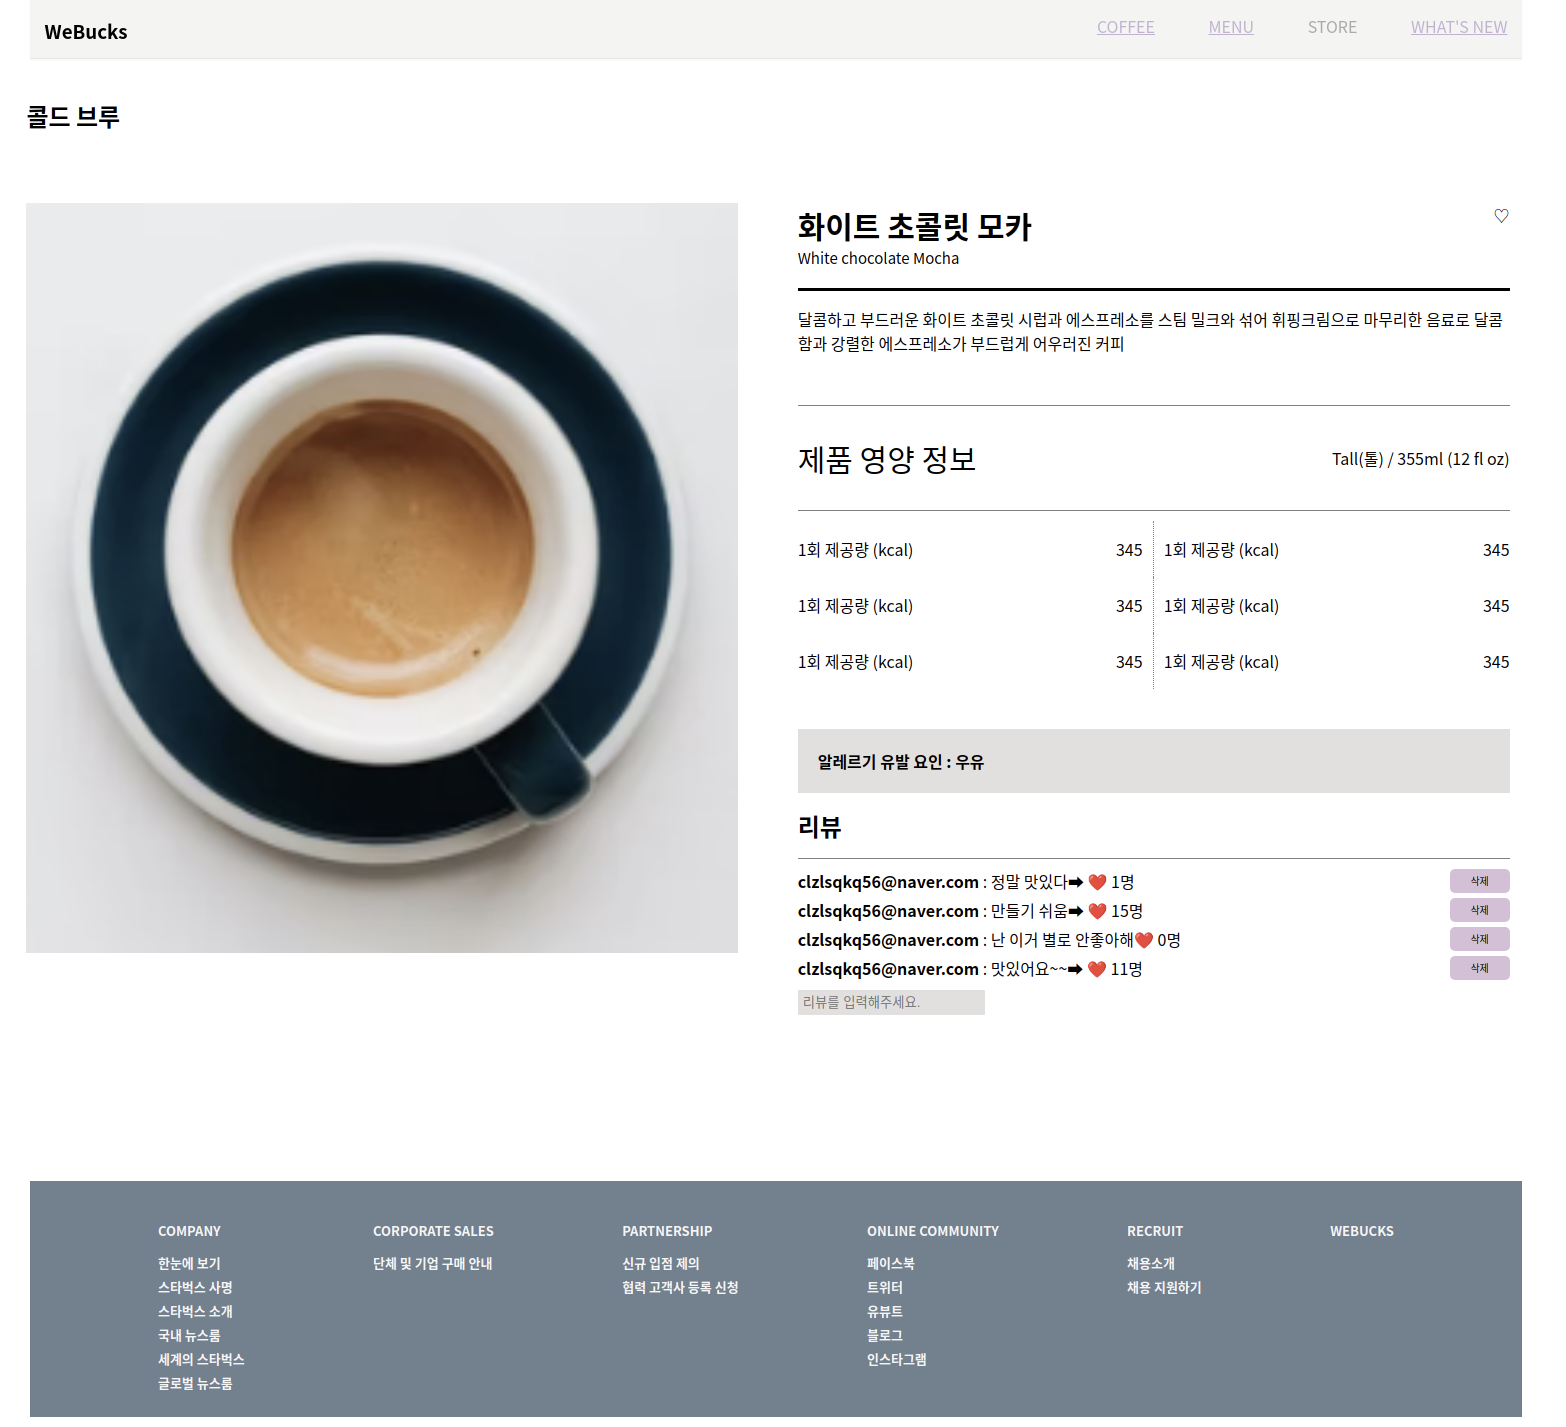 WeBucks
COFFEE MENU STORE WHAT'S NEW
콜드 브루
화이트 초콜릿 모카 ♡
White chocolate Mocha
달콤하고 부드러운 화이트 초콜릿 시럽과 에스프레소를 스팀 밀크와 섞어 휘핑크림으로 마무리한 음료로 달콤
함과 강렬한 에스프레소가 부드럽게 어우러진 커피
제품 영양 정보 Tall(톨) / 355ml (12 fl oz)
1회 제공량 (kcal) 345 1회 제공량 (kcal) 345
1회 제공량 (kcal) 345 1회 제공량 (kcal) 345
1회 제공량 (kcal) 345 1회 제공량 (kcal) 345
알레르기 유발 요인 : 우유
리뷰
clzlsqkq56@naver.com : 정말 맛있다➡ ❤️ 1명 삭제
clzlsqkq56@naver.com : 만들기 쉬움➡ ❤️ 15명 삭제
clzlsqkq56@naver.com : 난 이거 별로 안좋아해❤️ 0명 삭제
clzlsqkq56@naver.com : 맛있어요~~➡ ❤️ 11명 삭제
리뷰를 입력해주세요.
COMPANY
한눈에 보기
스타벅스 사명
스타벅스 소개
국내 뉴스룸
세계의 스타벅스
글로벌 뉴스룸
CORPORATE SALES
단체 및 기업 구매 안내
PARTNERSHIP
신규 입점 제의
협력 고객사 등록 신청
ONLINE COMMUNITY
페이스북
트위터
유뷰트
블로그
인스타그램
RECRUIT
채용소개
채용 지원하기
WEBUCKS